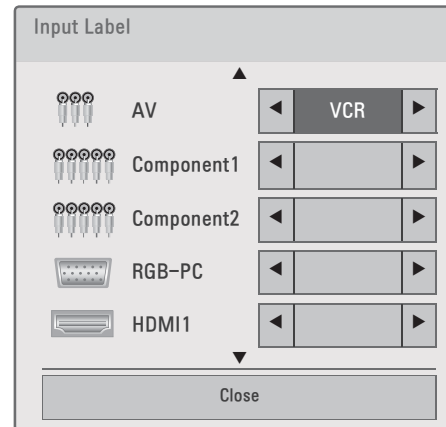 Input Label
AV VCR
Component1
Component2
RGB-PC
HDMI1
Close